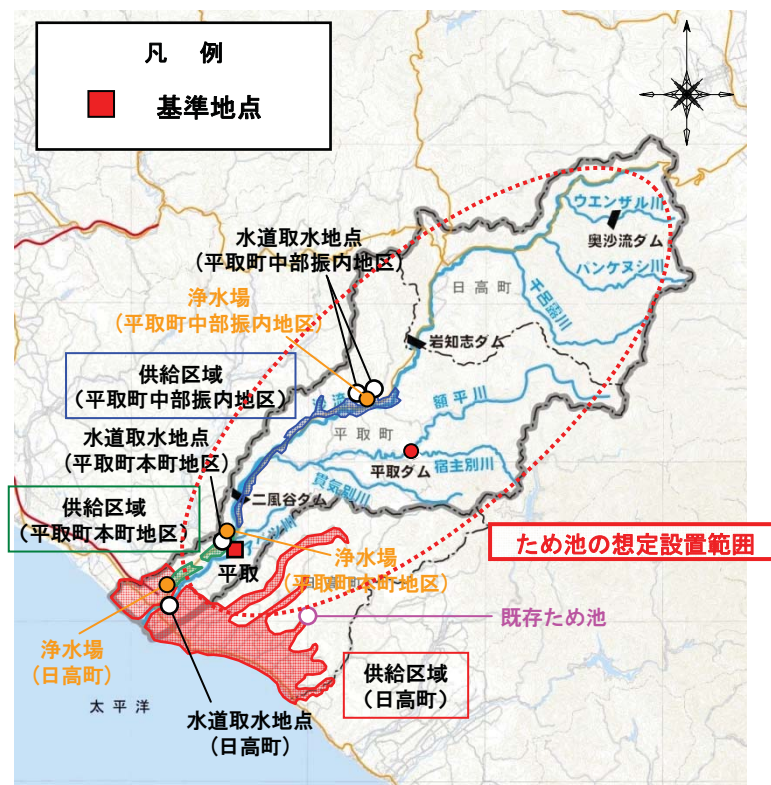 凡 例
基準地点
ウエンザル川
奥沙流ダム
パンケヌシ川
水道取水地点
(平取町中部振内地区)
日高町
千呂露川
浄水場
(平取町中部振内地区)
岩知志ダム
供給区域
(平取町中部振内地区)
額平川
水道取水地点
(平取町本町地区)
平取町
平取ダム
宿主別川
貫気別川
二風谷ダム
供給区域
(平取町本町地区)
ため池の想定設置範囲
浄水場
(平取町本町地区)
平取
既存ため池
浄水場
(日高町)
供給区域
(日高町)
太平洋
水道取水地点
(日高町)